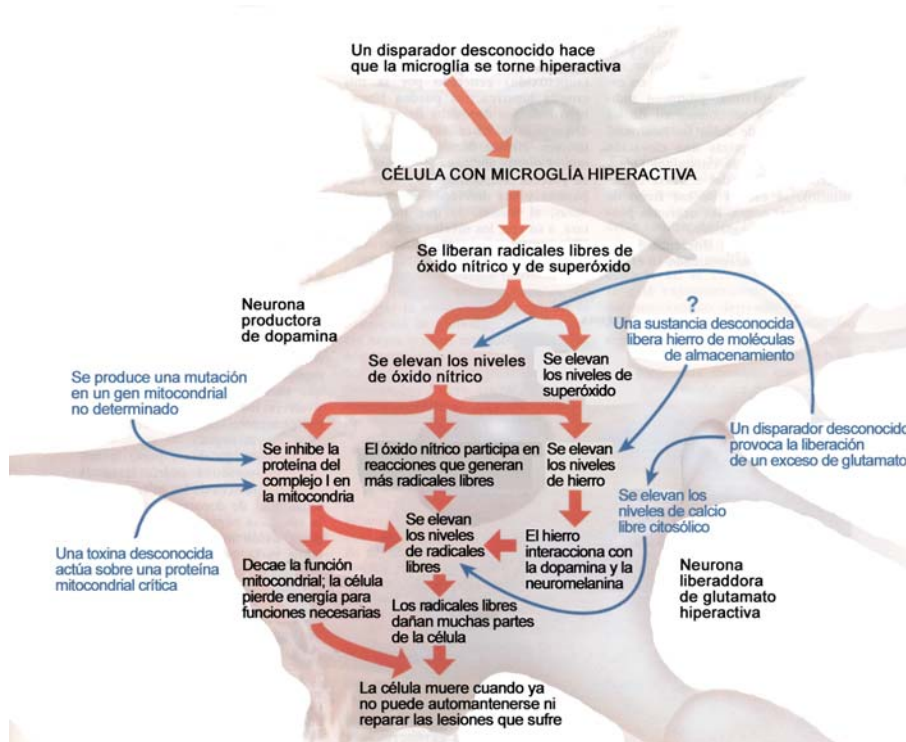 Un disparador desconocido hace
que la microglía se torne hiperactiva
CÉLULA CON MICROGLÍA HIPERACTIVA
Se liberan radicales libres de
óxido nítrico y de superóxido
Neurona
productora
de dopamina
?
Una sustancia desconocida
libera hierro de moléculas
de almacenamiento
Se elevan los niveles
de óxido nítrico
Se elevan
los niveles de
superóxido
Se produce una mutación
en un gen mitocondrial
no determinado
Un disparador desconocido
provoca la liberación
de un exceso de glutamato
Se inhibe la
proteína del
complejo I en
la mitocondria
El óxido nítrico participa en
reacciones que generan
más radicales libres
Se elevan
los niveles
de hierro
Se elevan los
niveles de calcio
libre citosólico
Una toxina desconocida
actúa sobre una proteína
mitocondrial crítica
Se elevan
los niveles
de radicales
libres
El hierro
interacciona con
la dopamina y la
neuromelanina
Neurona
liberaddora
de glutamato
hiperactiva
Decae la función
mitocondrial; la célula
pierde energía para
funciones necesarias
Los radicales libres
dañan muchas partes
de la célula
La célula muere cuando ya
no puede automantenerse ni
reparar las lesiones que sufre